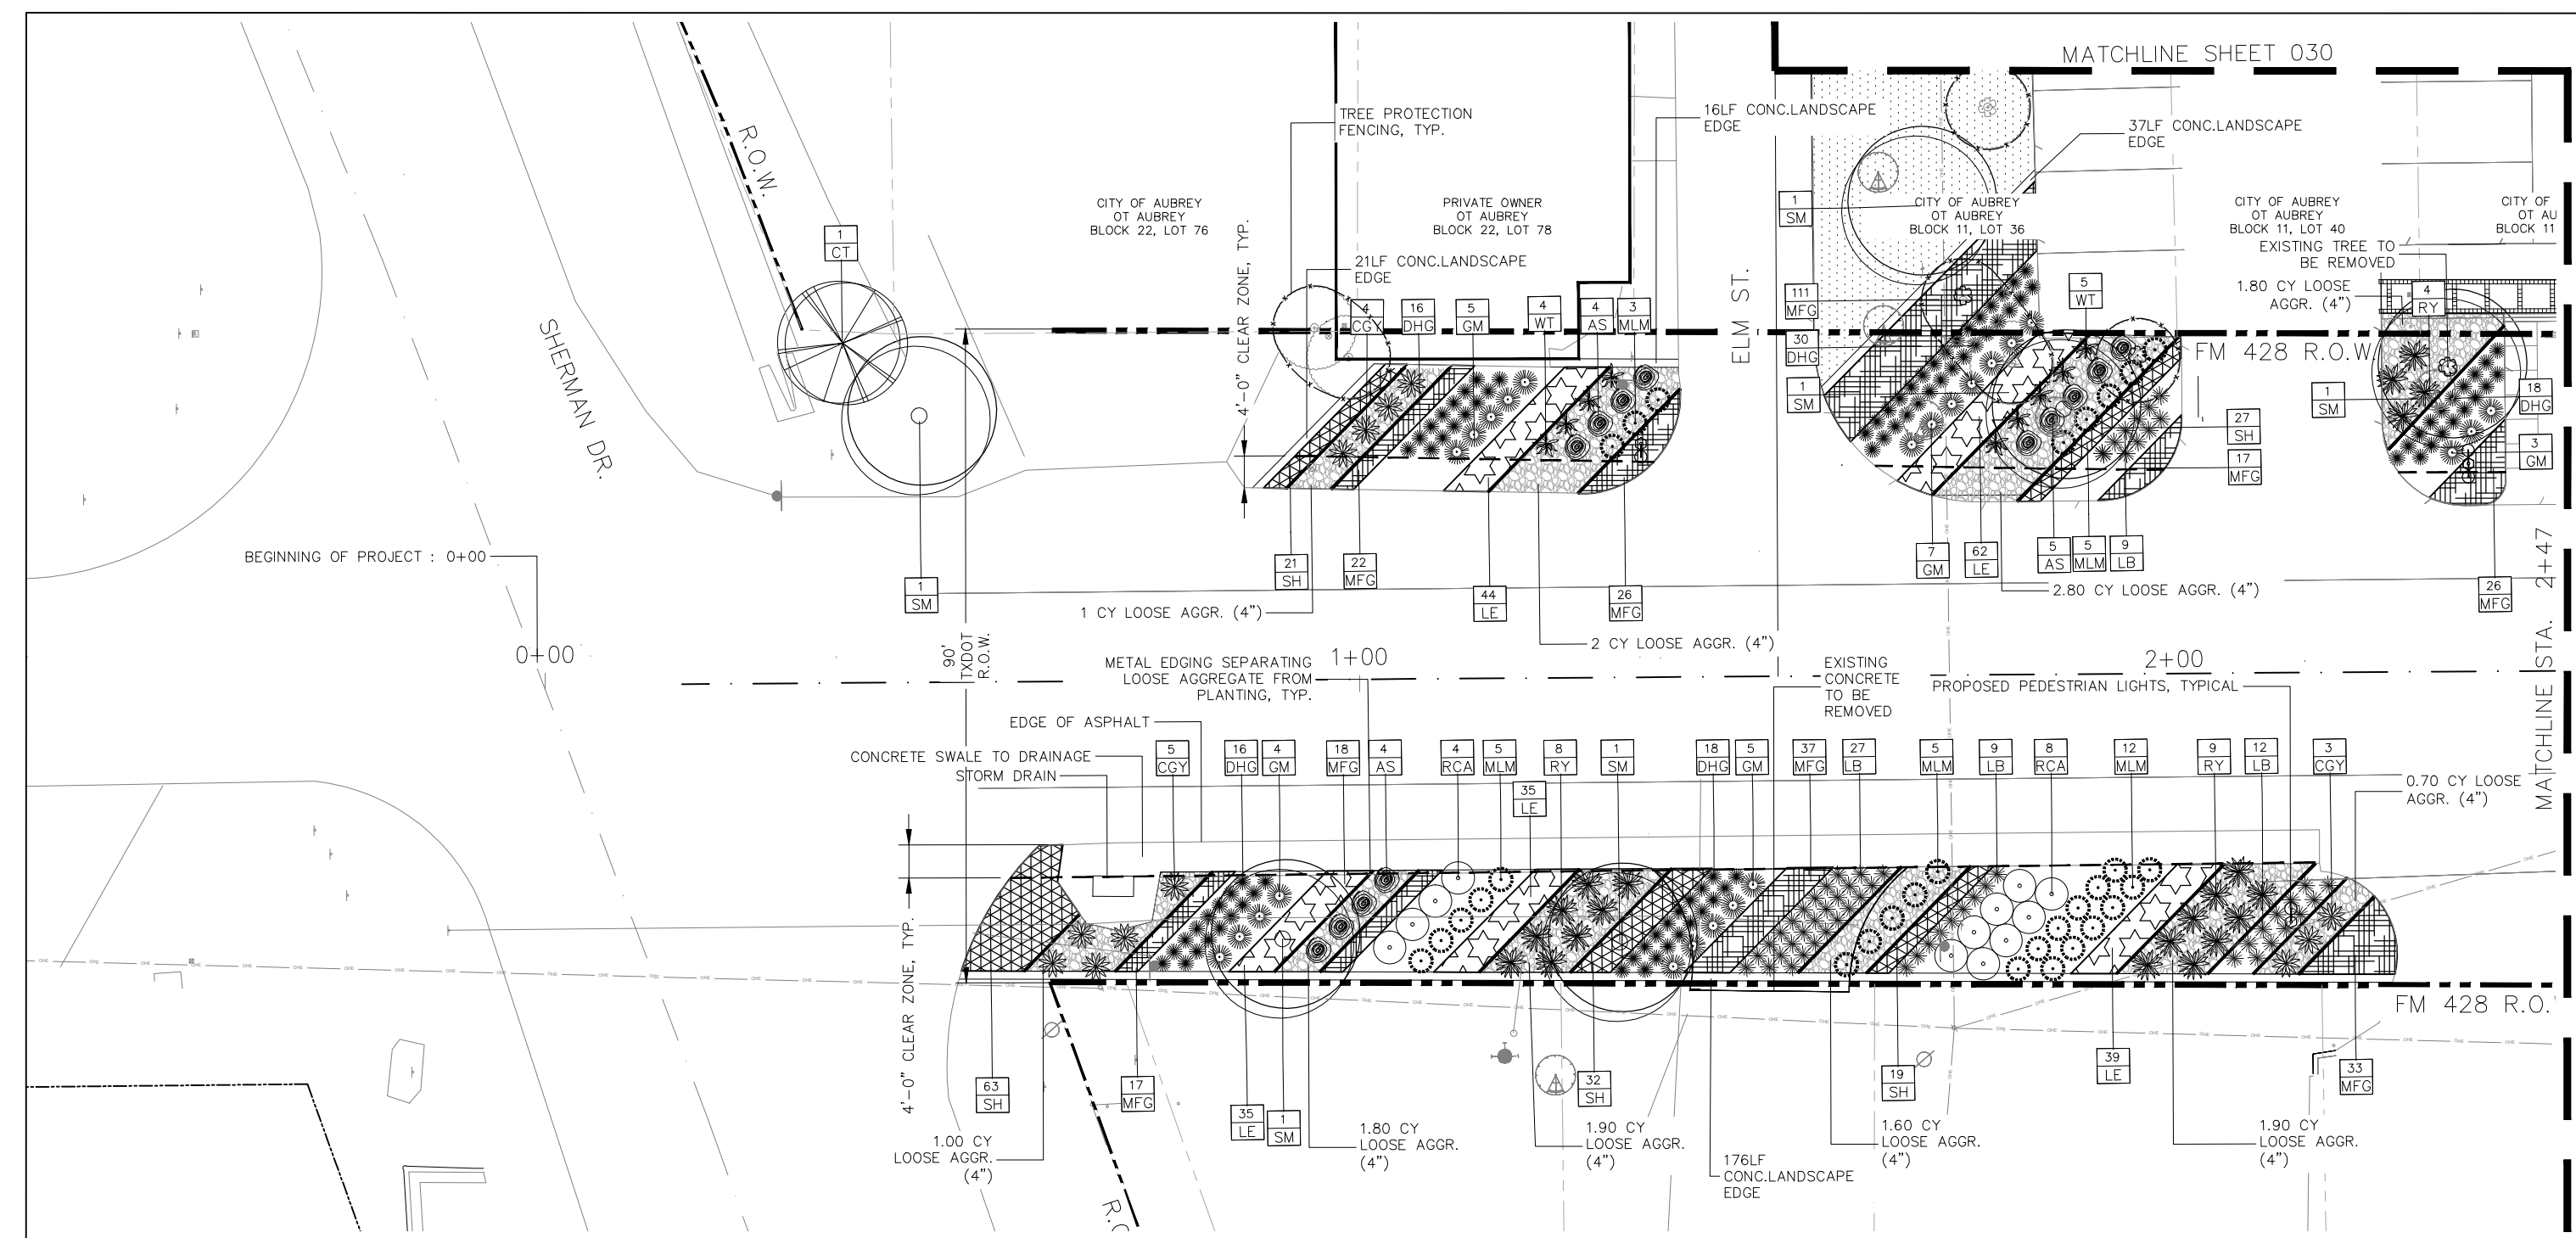 MATCHLINE SHEET 030
R.O.W.
TREE PROTECTION
FENCING, TYP.
16LF CONC.LANDSCAPE
EDGE
37LF CONC.LANDSCAPE
EDGE
CITY OF AUBREY
OT AUBREY
BLOCK 22, LOT 76
PRIVATE OWNER
OT AUBREY
BLOCK 22, LOT 78
1
SM
CITY OF AUBREY
OT AUBREY
BLOCK 11, LOT 36
CITY OF AUBREY
OT AUBREY
BLOCK 11, LOT 40
CITY OF
OT AU
BLOCK 11
EXISTING TREE TO
BE REMOVED
1
CT
4'-0" CLEAR ZONE, TYP.
21LF CONC.LANDSCAPE
EDGE
ELM ST.
1.80 CY LOOSE
AGGR. (4")
4
CGY
16
DHG
5
GM
4
WT
4
AS
3
MLM
111
MFG
30
DHG
1
SM
5
WT
4
RY
FM 428 R.O.W.
SHERMAN DR.
1
SM
18
DHG
27
SH
17
MFG
3
GM
BEGINNING OF PROJECT : 0+00
1
SM
21
SH
22
MFG
44
LE
26
MFG
7
GM
62
LE
5
AS
5
MLM
9
LB
26
MFG
1 CY LOOSE AGGR. (4")
2.80 CY LOOSE AGGR. (4")
2 CY LOOSE AGGR. (4")
0+00
90'
TXDOT
R.O.W.
1+00
2+00
MATCHLINE STA. 2+47
METAL EDGING SEPARATING
LOOSE AGGREGATE FROM
PLANTING, TYP.
EXISTING
CONCRETE
TO BE
REMOVED
PROPOSED PEDESTRIAN LIGHTS, TYPICAL
EDGE OF ASPHALT
CONCRETE SWALE TO DRAINAGE
STORM DRAIN
5
CGY
16
DHG
4
GM
18
MFG
4
AS
4
RCA
5
MLM
35
LE
8
RY
1
SM
18
DHG
5
GM
37
MFG
27
LB
5
MLM
9
LB
8
RCA
12
MLM
9
RY
12
LB
3
CGY
0.70 CY LOOSE
AGGR. (4")
4'-0" CLEAR ZONE, TYP.
FM 428 R.O.
63
SH
17
MFG
35
LE
1
SM
32
SH
19
SH
39
LE
33
MFG
1.00 CY
LOOSE AGGR.
(4")
1.80 CY
LOOSE AGGR.
(4")
1.90 CY
LOOSE AGGR.
(4")
176LF
CONC.LANDSCAPE
EDGE
1.60 CY
LOOSE AGGR.
(4")
1.90 CY
LOOSE AGGR.
(4")